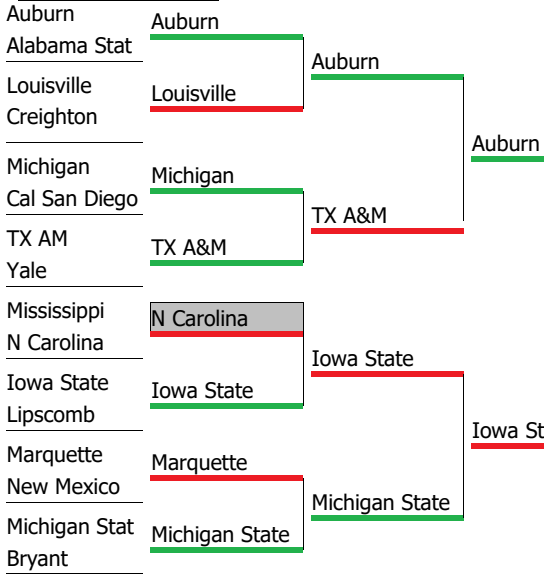 Auburn
Alabama Stat
Louisville
Creighton
Michigan
Cal San Diego
TX AM
Yale
Mississippi
N Carolina
Iowa State
Lipscomb
Marquette
New Mexico
Michigan Stat
Bryant
Auburn
Louisville
Michigan
TX A&M
N Carolina
Iowa State
Marquette
Michigan State
Auburn
TX A&M
Iowa State
Michigan State
Auburn
Iowa St